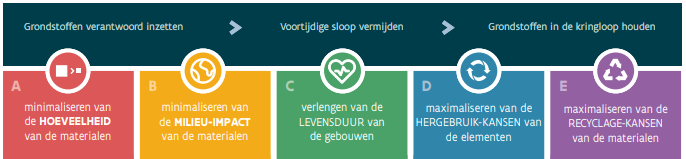 Grondstoffen verantwoord inzetten > Voortijdige sloop vermijden > Grondstoffen in de kringloop houden
A
minimaliseren van
de HOEVEELHEID
van de materialen
B
minimaliseren van
de MILIEU-IMPACT
van de materialen
C
verlengen van de
LEVENSDUUR van
de gebouwen
D
maximaliseren van de
HERGEBRUIK-KANSEN van
de elementen
E
maximaliseren van de
RECYCLAGE-KANSEN
van de materialen